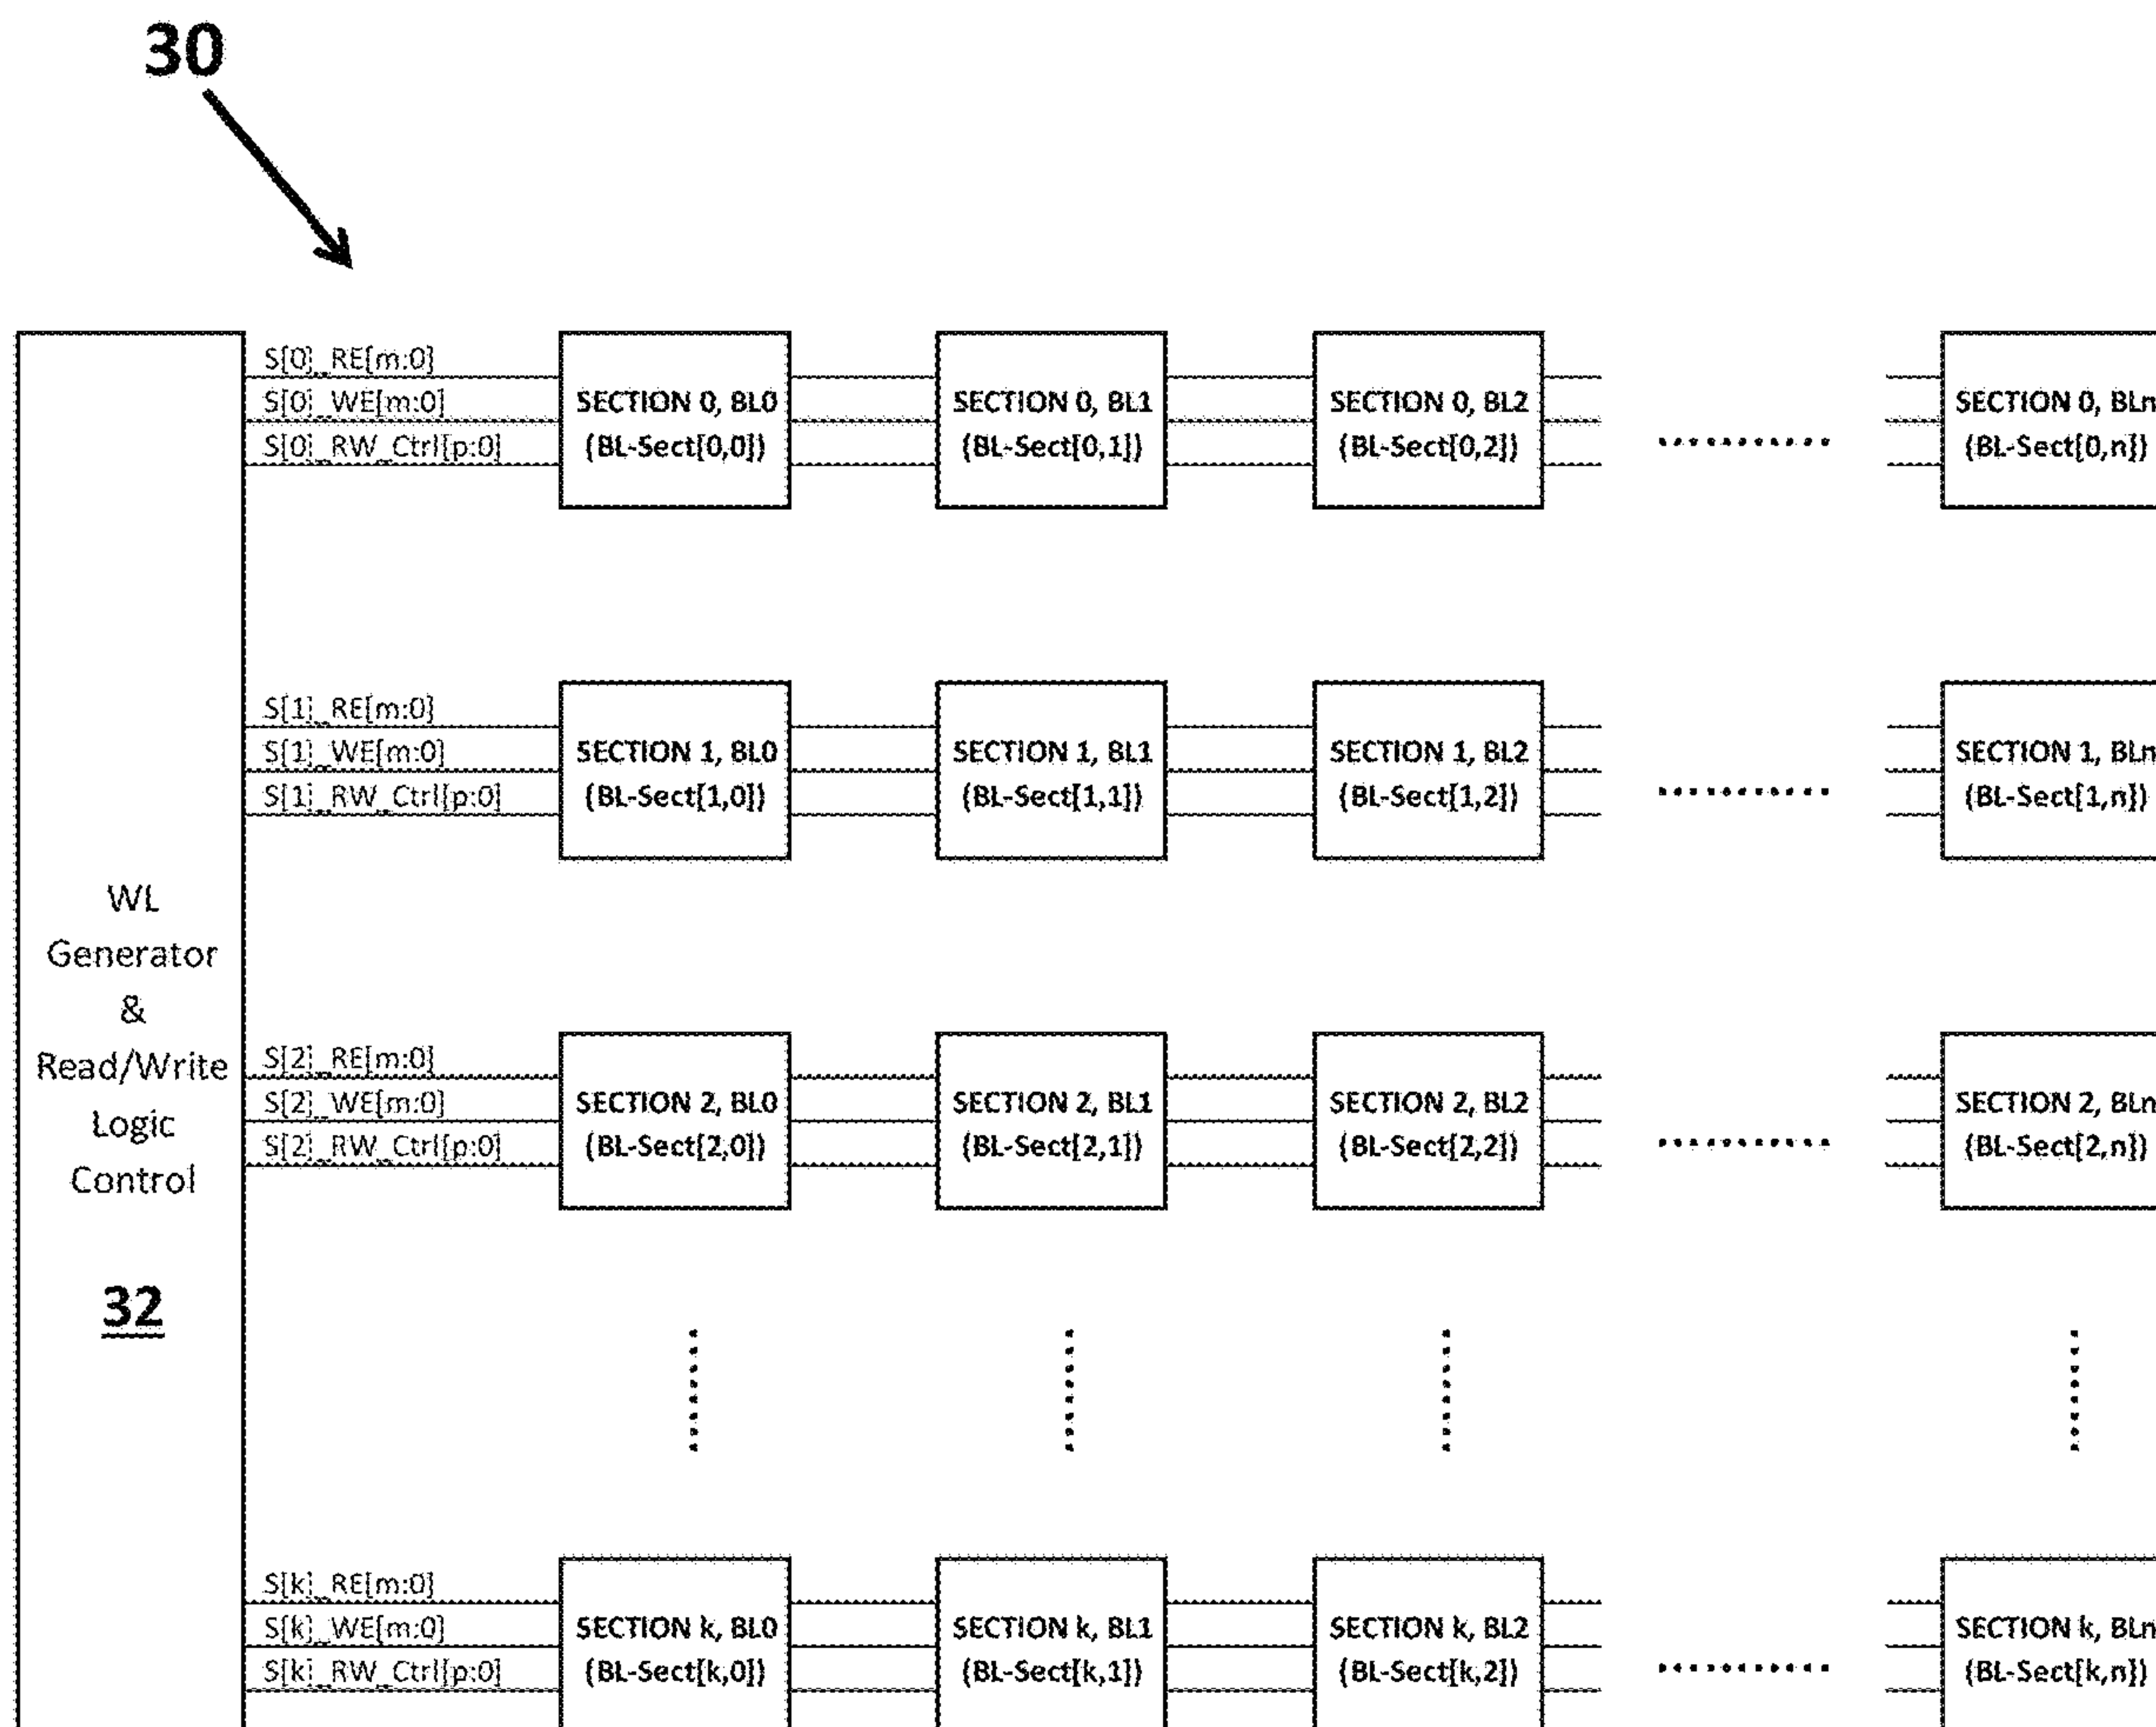 30
S[0]_RE[m:0]
S[0]_WE[m:0]
S[0]_RW_Ctrl[p:0]
SECTION 0, BL0
(BL-Sect[0,0])
SECTION 0, BL1
(BL-Sect[0,1])
SECTION 0, BL2
(BL-Sect[0,2])
SECTION 0, BLn
(BL-Sect[0,n])
S[1]_RE[m:0]
S[1]_WE[m:0]
S[1]_RW_Ctrl[p:0]
SECTION 1, BL0
(BL-Sect[1,0])
SECTION 1, BL1
(BL-Sect[1,1])
SECTION 1, BL2
(BL-Sect[1,2])
SECTION 1, BLn
(BL-Sect[1,n])
WL
Generator
&
Read/Write
Logic
Control
32
S[2]_RE[m:0]
S[2]_WE[m:0]
S[2]_RW_Ctrl[p:0]
SECTION 2, BL0
(BL-Sect[2,0])
SECTION 2, BL1
(BL-Sect[2,1])
SECTION 2, BL2
(BL-Sect[2,2])
SECTION 2, BLn
(BL-Sect[2,n])
S[k]_RE[m:0]
S[k]_WE[m:0]
S[k]_RW_Ctrl[p:0]
SECTION k, BL0
(BL-Sect[k,0])
SECTION k, BL1
(BL-Sect[k,1])
SECTION k, BL2
(BL-Sect[k,2])
SECTION k, BLn
(BL-Sect[k,n])